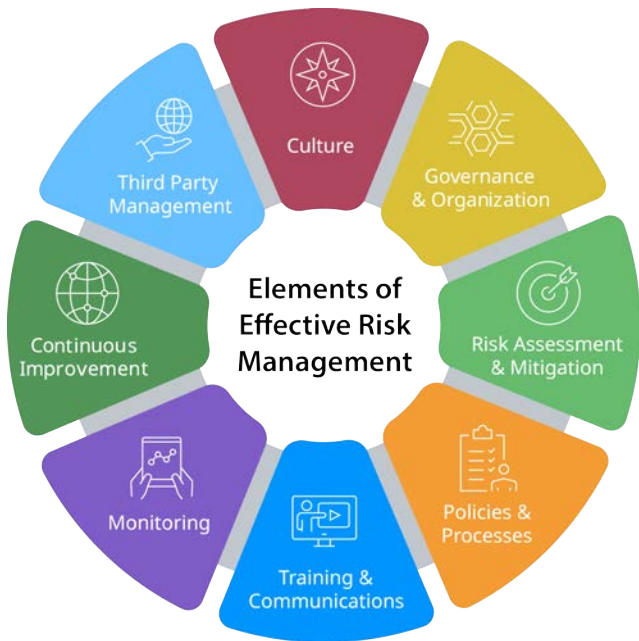 Elements of
Effective Risk
Management
Culture
Governance
& Organization
Risk Assessment
& Mitigation
Policies &
Processes
Training &
Communications
Monitoring
Continuous
Improvement
Third Party
Management